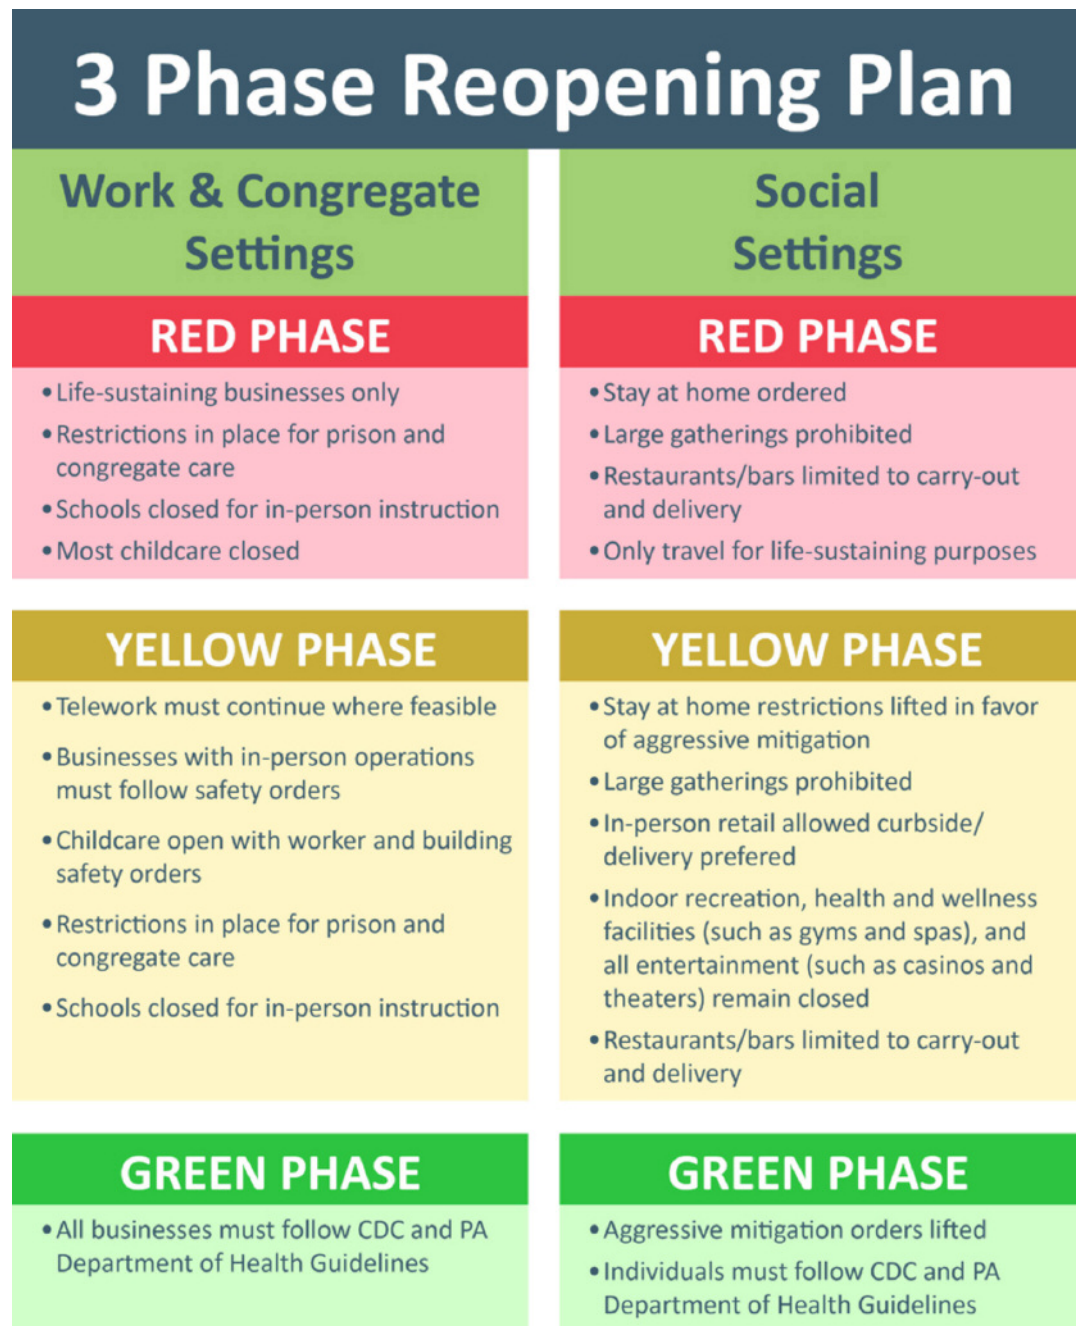 3 Phase Reopening Plan
Work & Congregate
Settings
RED PHASE
• Life-sustaining businesses only
• Restrictions in place for prison and
congregate care
• Schools closed for in-person instruction
• Most childcare closed
YELLOW PHASE
• Telework must continue where feasible
• Businesses with in-person operations
must follow safety orders
• Childcare open with worker and building
safety orders
• Restrictions in place for prison and
congregate care
• Schools closed for in-person instruction
GREEN PHASE
• All businesses must follow CDC and PA
Department of Health Guidelines
Social
Settings
RED PHASE
• Stay at home ordered
• Large gatherings prohibited
• Restaurants/bars limited to carry-out
and delivery
• Only travel for life-sustaining purposes
YELLOW PHASE
• Stay at home restrictions lifted in favor
of aggressive mitigation
• Large gatherings prohibited
• In-person retail allowed curbside/
delivery prefered
• Indoor recreation, health and wellness
facilities (such as gyms and spas), and
all entertainment (such as casinos and
theaters) remain closed
• Restaurants/bars limited to carry-out
and delivery
GREEN PHASE
• Aggressive mitigation orders lifted
• Individuals must follow CDC and PA
Department of Health Guidelines